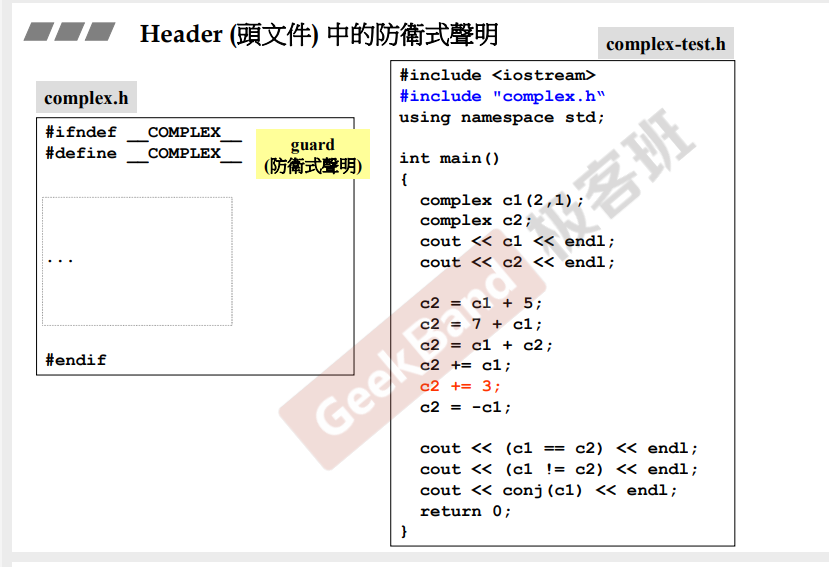 Header (頭文件) 中的防衛式聲明
complex.h
#ifndef __COMPLEX__
#define __COMPLEX__
guard
(防衛式聲明)
...
#endif
complex-test.h
#include <iostream>
#include "complex.h“
using namespace std;
int main()
{
complex c1(2,1);
complex c2;
cout << c1 << endl;
cout << c2 << endl;
c2 = c1 + 5;
c2 = 7 + c1;
c2 = c1 + c2;
c2 += c1;
c2 += 3;
c2 = -c1;
cout << (c1 == c2) << endl;
cout << (c1 != c2) << endl;
cout << conj(c1) << endl;
return 0;
}
GeekBand 极客班